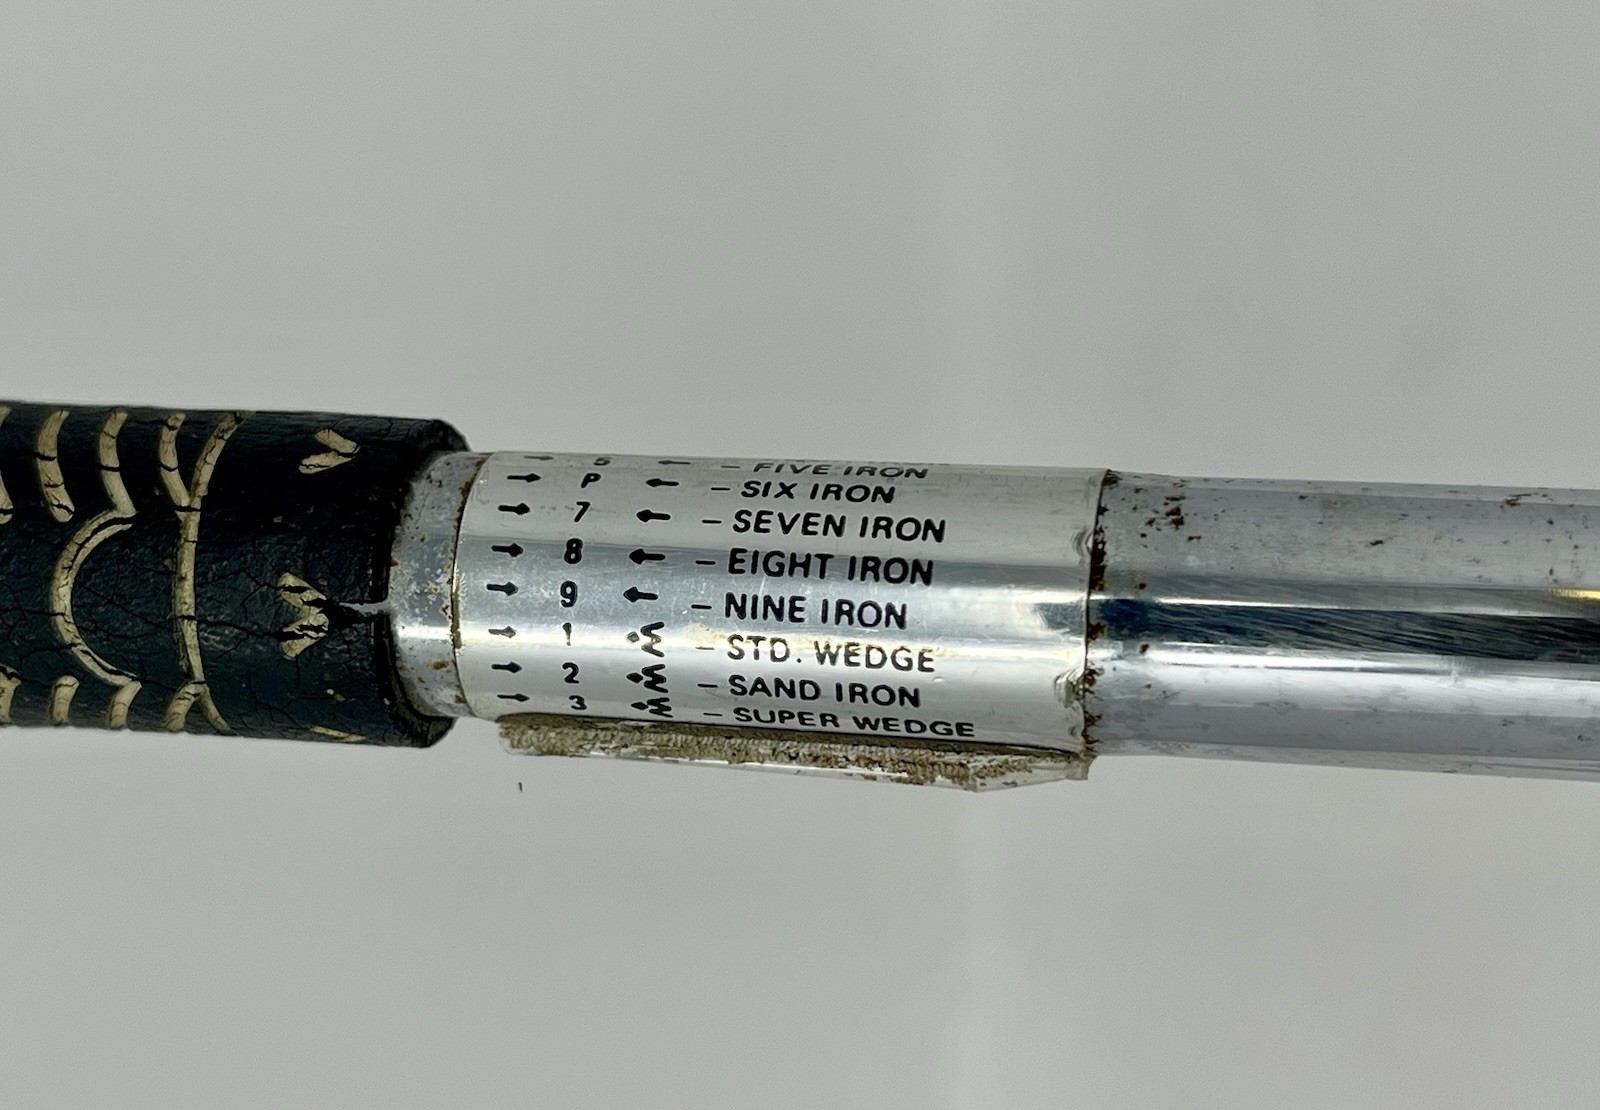 → 5 ← – FIVE IRON
→ P ← – SIX IRON
→ 7 ← – SEVEN IRON
→ 8 ← – EIGHT IRON
→ 9 ← – NINE IRON
→ 1 W – STD. WEDGE
→ 2 W – SAND IRON
→ 3 W – SUPER WEDGE